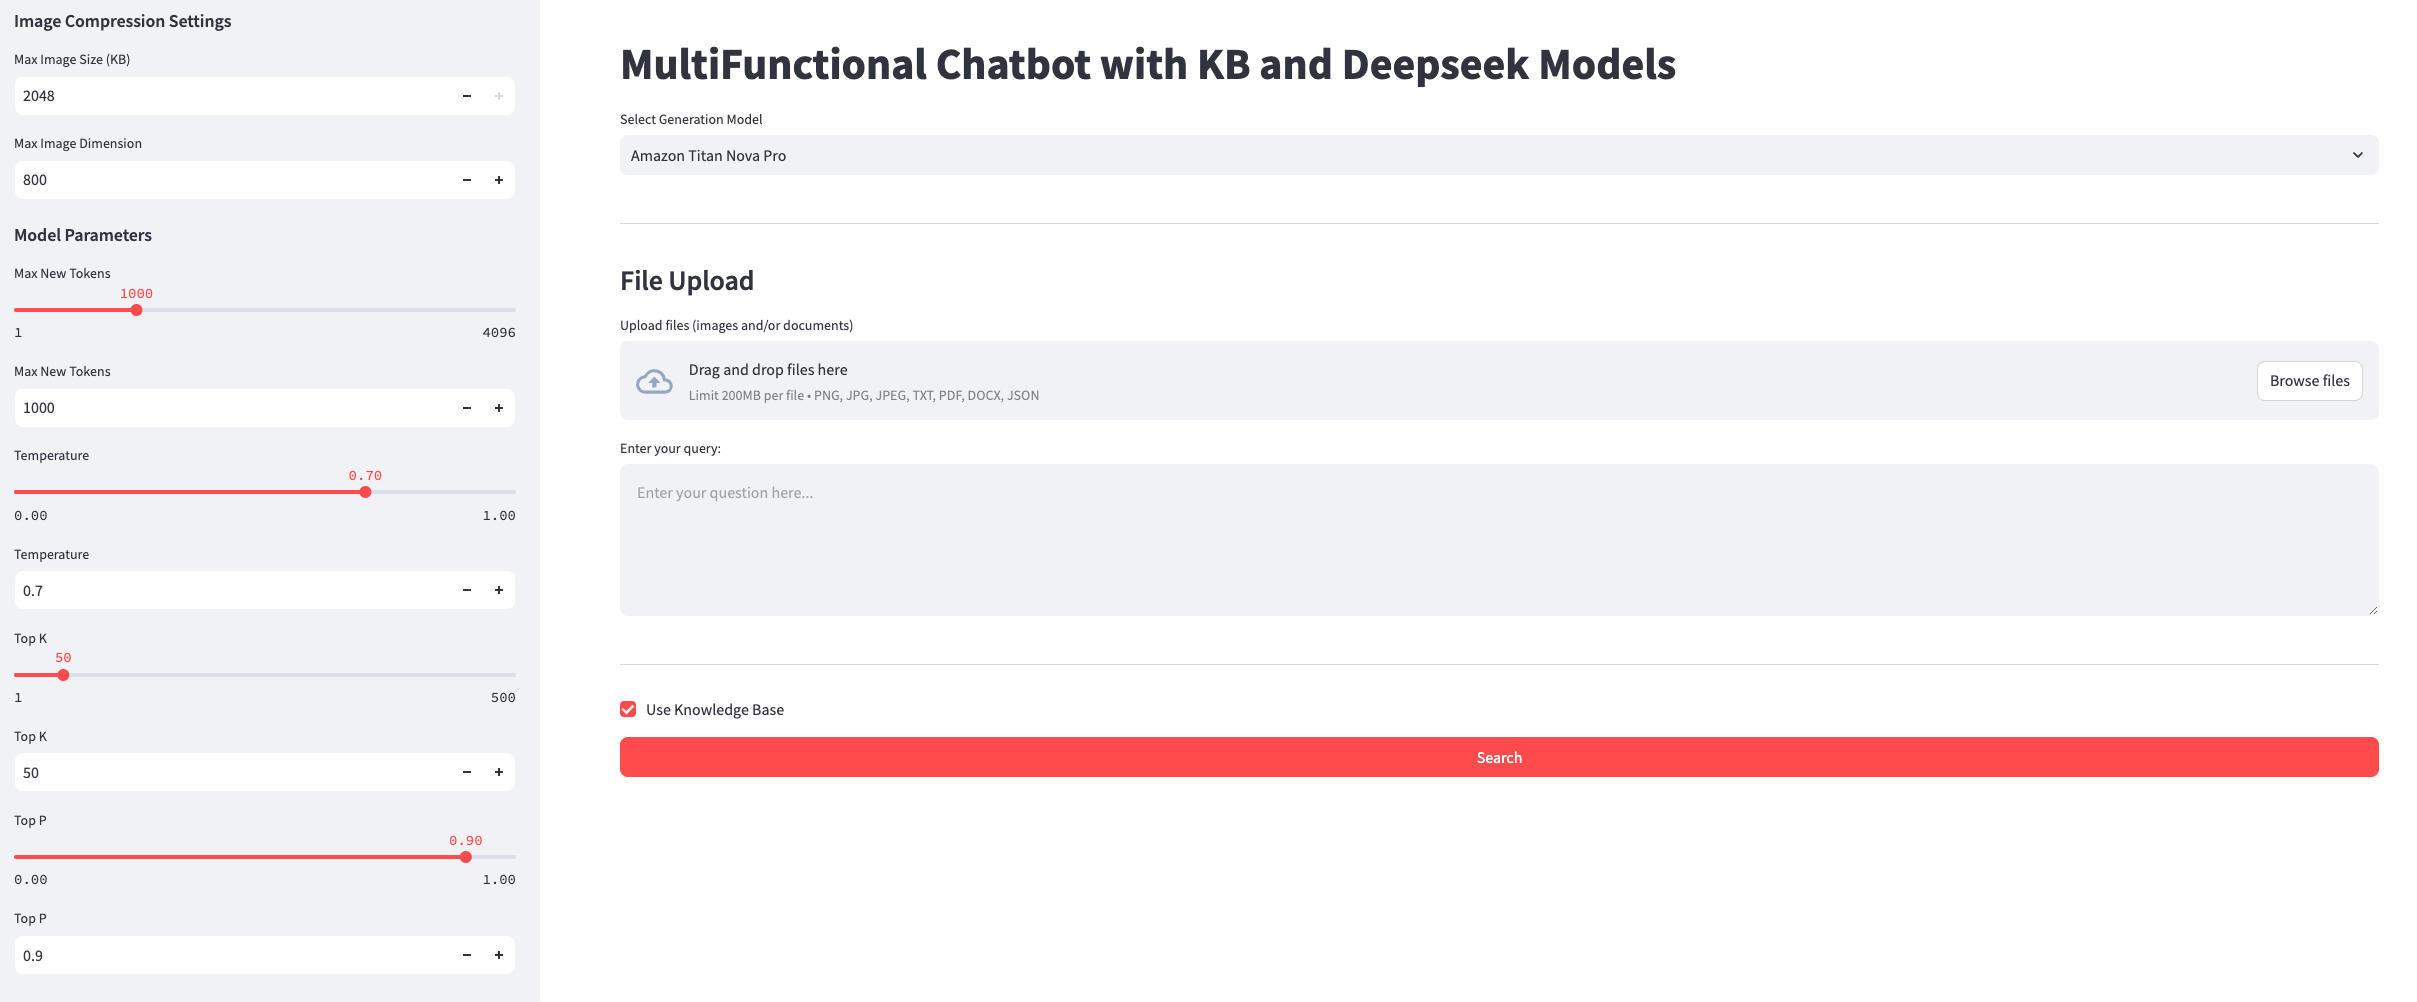 Image Compression Settings
Max Image Size (KB)
2048
Max Image Dimension
800
Model Parameters
Max New Tokens
1000
1 4096
Max New Tokens
1000
Temperature
0.70
0.00 1.00
Temperature
0.7
Top K
50
1 500
Top K
50
Top P
0.90
0.00 1.00
Top P
0.9
MultiFunctional Chatbot with KB and Deepseek Models
Select Generation Model
Amazon Titan Nova Pro
File Upload
Upload files (images and/or documents)
Drag and drop files here
Limit 200MB per file • PNG, JPG, JPEG, TXT, PDF, DOCX, JSON
Browse files
Enter your query:
Enter your question here...
Use Knowledge Base
Search